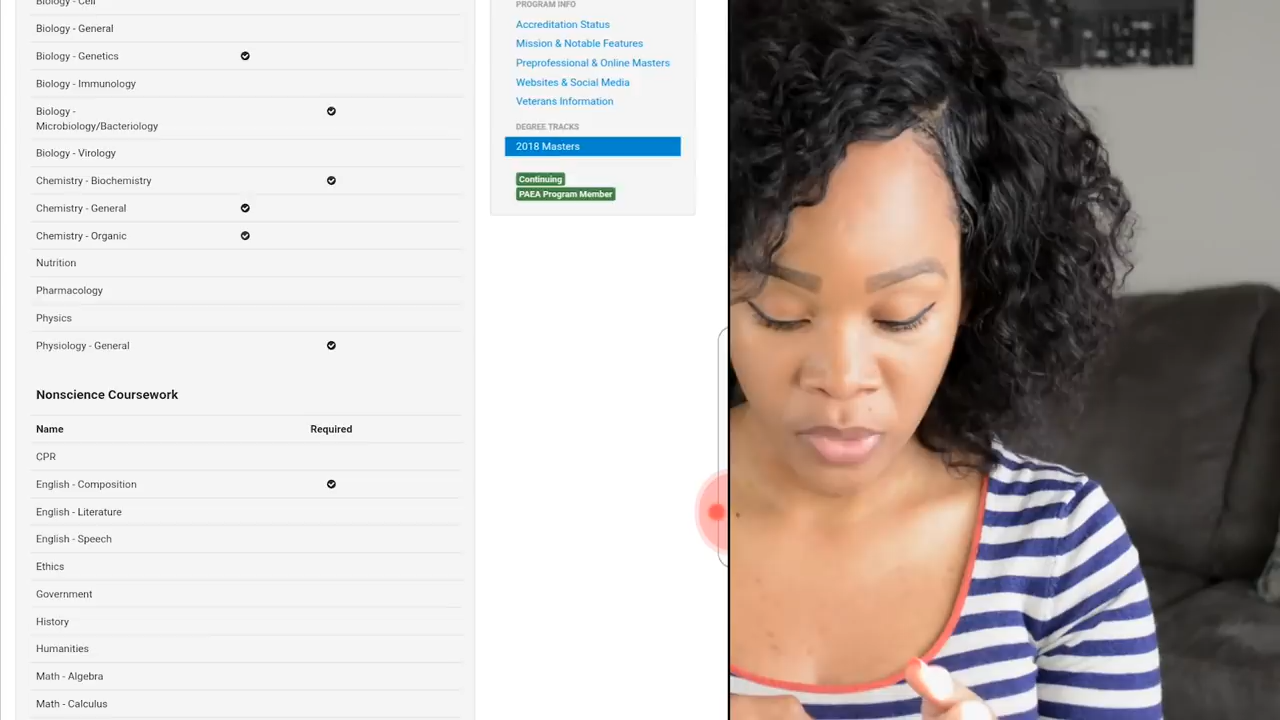 Biology - Cell
Biology - General
Biology - Genetics
Biology - Immunology
Biology -
Microbiology/Bacteriology
Biology - Virology
Chemistry - Biochemistry
Chemistry - General
Chemistry - Organic
Nutrition
Pharmacology
Physics
Physiology - General
Nonscience Coursework
Name Required
CPR
English - Composition
English - Literature
English - Speech
Ethics
Government
History
Humanities
Math - Algebra
Math - Calculus
PROGRAM INFO
Accreditation Status
Mission & Notable Features
Preprofessional & Online Masters
Websites & Social Media
Veterans Information
DEGREE TRACKS
2018 Masters
Continuing
PAEA Program Member